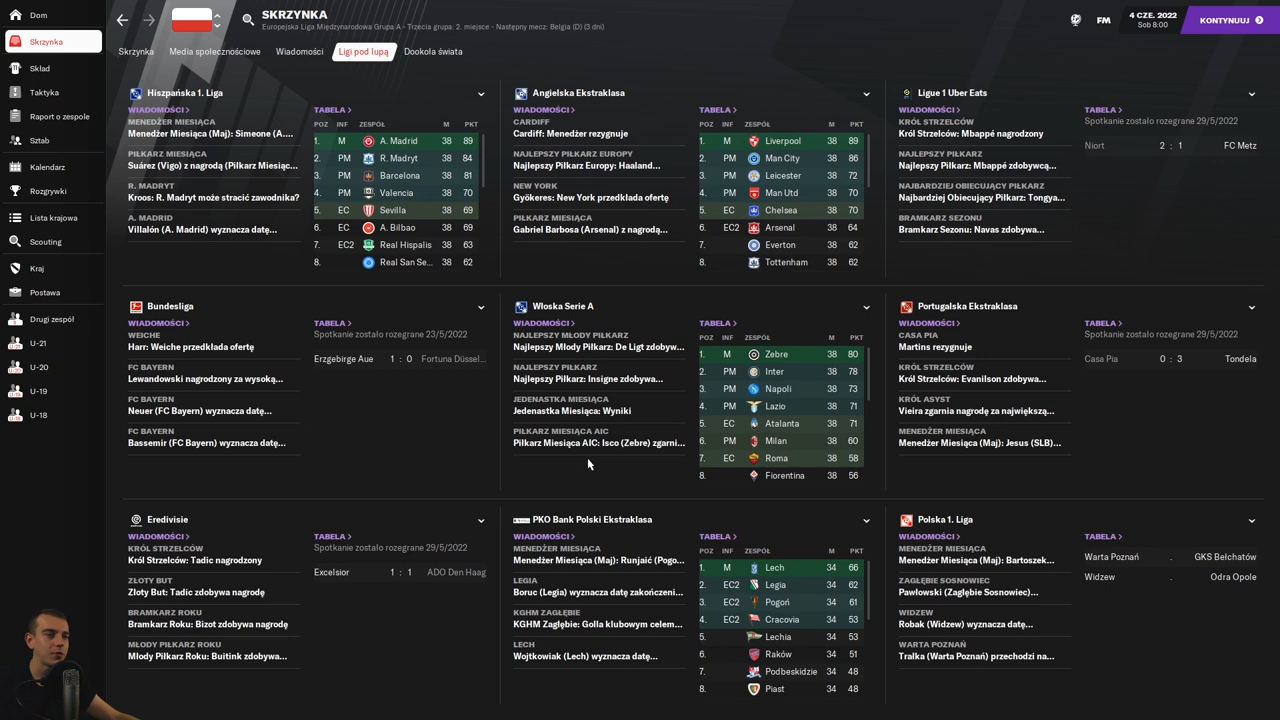 Dom
Skrzynka
Skład
Taktyka
Raport o zespole
Sztab
Kalendarz
Rozgrywki
Lista krajowa
Scouting
Kraj
Postawa
Drugi zespół
U-21
U-20
U-19
U-18
SKRZYNKA
Europejska Liga Międzynarodowa Grupa A - Trzecia grupa: 2. miejsce - Następny mecz: Belgia (D) (3 dni)
FM
4 CZE. 2022
Sob 8:00
KONTYNUUJ
Skrzynka
Media społecznościowe
Wiadomości
Ligi pod lupą
Dookoła świata
Hiszpańska 1. Liga
WIADOMOŚCI >
MENEDŻER MIESIĄCA
Menedżer Miesiąca (Maj): Simeone (A....
PIŁKARZ MIESIĄCA
Suárez (Vigo) z nagrodą (Piłkarz Miesiąc...
R. MADRYT
Kroos: R. Madryt może stracić zawodnika?
A. MADRID
Villalón (A. Madrid) wyznacza datę...
TABELA >
POZ INF ZESPÓŁ M PKT
1. M A. Madrid 38 89
2. PM R. Madryt 38 84
3. PM Barcelona 38 81
4. PM Valencia 38 70
5. EC Sevilla 38 69
6. EC A. Bilbao 38 69
7. EC2 Real Hispalis 38 63
8. Real San Se... 38 62
Angielska Ekstraklasa
WIADOMOŚCI >
CARDIFF
Cardiff: Menedżer rezygnuje
NAJLEPSZY PIŁKARZ EUROPY
Najlepszy Piłkarz Europy: Haaland...
NEW YORK
Gyökeres: New York przedkłada ofertę
PIŁKARZ MIESIĄCA
Gabriel Barbosa (Arsenal) z nagrodą...
TABELA >
POZ INF ZESPÓŁ M PKT
1. M Liverpool 38 89
2. PM Man City 38 86
3. PM Leicester 38 72
4. PM Man Utd 38 70
5. EC Chelsea 38 70
6. EC2 Arsenal 38 64
7. Everton 38 62
8. Tottenham 38 62
Ligue 1 Uber Eats
WIADOMOŚCI >
KRÓL STRZELCÓW
Król Strzelców: Mbappé nagrodzony
NAJLEPSZY PIŁKARZ
Najlepszy Piłkarz: Mbappé zdobywcą...
NAJBARDZIEJ OBIECUJĄCY PIŁKARZ
Najbardziej Obiecujący Piłkarz: Tongya...
BRAMKARZ SEZONU
Bramkarz Sezonu: Navas zdobywa...
TABELA >
Spotkanie zostało rozegrane 29/5/2022
Niort 2 : 1 FC Metz
Bundesliga
WIADOMOŚCI >
WEICHE
Harr: Weiche przedkłada ofertę
FC BAYERN
Lewandowski nagrodzony za wysoką...
FC BAYERN
Neuer (FC Bayern) wyznacza datę...
FC BAYERN
Bassemir (FC Bayern) wyznacza datę...
TABELA >
Spotkanie zostało rozegrane 23/5/2022
Erzgebirge Aue 1 : 0 Fortuna Düssel...
Włoska Serie A
WIADOMOŚCI >
NAJLEPSZY MŁODY PIŁKARZ
Najlepszy Młody Piłkarz: De Ligt zdobyw...
NAJLEPSZY PIŁKARZ
Najlepszy Piłkarz: Insigne zdobywa...
JEDENASTKA MIESIĄCA
Jedenastka Miesiąca: Wyniki
PIŁKARZ MIESIĄCA AIC
Piłkarz Miesiąca AIC: Isco (Zebre) zgarni...
TABELA >
POZ INF ZESPÓŁ M PKT
1. M Zebre 38 80
2. PM Inter 38 78
3. PM Napoli 38 73
4. PM Lazio 38 71
5. EC Atalanta 38 71
6. PM Milan 38 60
7. EC Roma 38 58
8. Fiorentina 38 56
Portugalska Ekstraklasa
WIADOMOŚCI >
CASA PIA
Martins rezygnuje
KRÓL STRZELCÓW
Król Strzelców: Evanilson zdobywa...
KRÓL ASYST
Vieira zgarnia nagrodę za największą...
MENEDŻER MIESIĄCA
Menedżer Miesiąca (Maj): Jesus (SLB)...
TABELA >
Spotkanie zostało rozegrane 29/5/2022
Casa Pia 0 : 3 Tondela
Eredivisie
WIADOMOŚCI >
KRÓL STRZELCÓW
Król Strzelców: Tadic nagrodzony
ZŁOTY BUT
Złoty But: Tadic zdobywa nagrodę
BRAMKARZ ROKU
Bramkarz Roku: Bizot zdobywa nagrodę
MŁODY PIŁKARZ ROKU
Młody Piłkarz Roku: Buitink zdobywa...
TABELA >
Spotkanie zostało rozegrane 29/5/2022
Excelsior 1 : 1 ADO Den Haag
PKO Bank Polski Ekstraklasa
WIADOMOŚCI >
MENEDŻER MIESIĄCA
Menedżer Miesiąca (Maj): Runjaić (Pogo...
LEGIA
Boruc (Legia) wyznacza datę zakończeni...
KGHM ZAGŁĘBIE
KGHM Zagłębie: Golla klubowym celem...
LECH
Wojtkowiak (Lech) wyznacza datę...
TABELA >
POZ INF ZESPÓŁ M PKT
1. M Lech 34 66
2. EC2 Legia 34 62
3. EC2 Pogoń 34 61
4. EC2 Cracovia 34 53
5. Lechia 34 53
6. Raków 34 51
7. Podbeskidzie 34 48
8. Piast 34 48
Polska 1. Liga
WIADOMOŚCI >
MENEDŻER MIESIĄCA
Menedżer Miesiąca (Maj): Bartoszek...
ZAGŁĘBIE SOSNOWIEC
Pawłowski (Zagłębie Sosnowiec)...
WIDZEW
Robak (Widzew) wyznacza datę...
WARTA POZNAŃ
Trałka (Warta Poznań) przechodzi na...
TABELA >
Warta Poznań . GKS Bełchatów
Widzew . Odra Opole